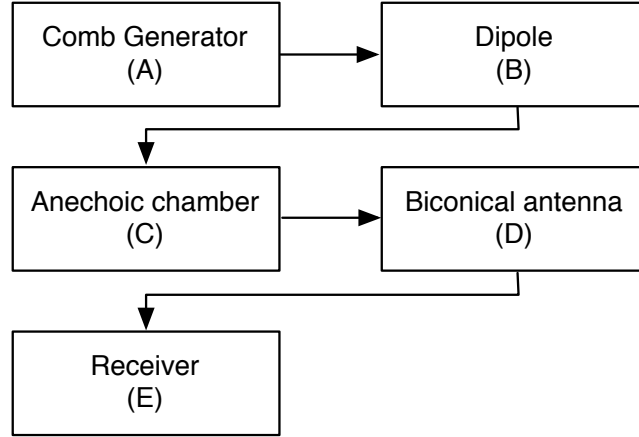 Comb Generator
(A)
Dipole
(B)
Anechoic chamber
(C)
Biconical antenna
(D)
Receiver
(E)